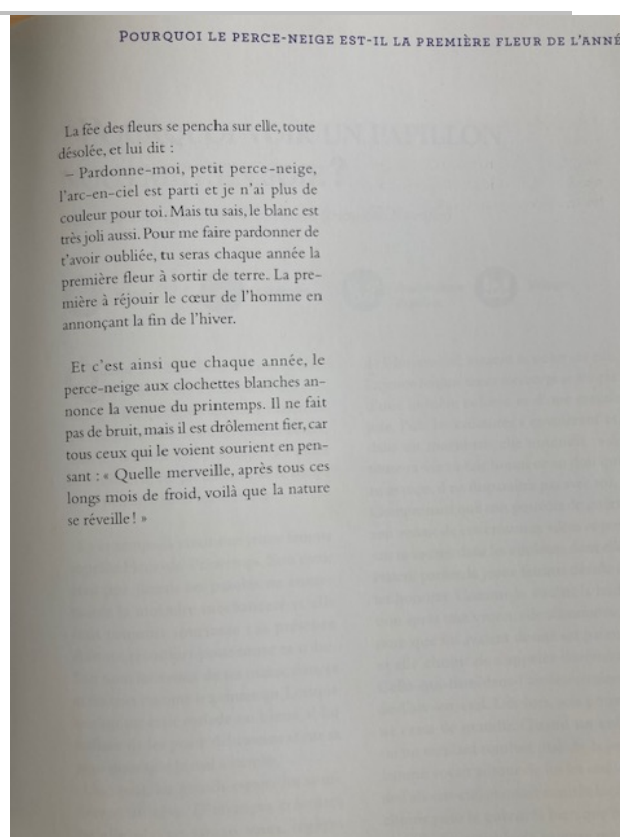 POURQUOI LE PERCE-NEIGE EST-IL LA PREMIÈRE FLEUR DE L'ANNÉ
La fée des fleurs se pencha sur elle, toute
désolée, et lui dit :
– Pardonne-moi, petit perce-neige,
l'arc-en-ciel est parti et je n'ai plus de
couleur pour toi. Mais tu sais, le blanc est
très joli aussi. Pour me faire pardonner de
t'avoir oubliée, tu seras chaque année la
première fleur à sortir de terre. La pre-
mière à réjouir le cœur de l'homme en
annonçant la fin de l'hiver.
Et c'est ainsi que chaque année, le
perce-neige aux clochettes blanches an-
nonce la venue du printemps. Il ne fait
pas de bruit, mais il est drôlement fier, car
tous ceux qui le voient sourient en pen-
sant : « Quelle merveille, après tous ces
longs mois de froid, voilà que la nature
se réveille ! »